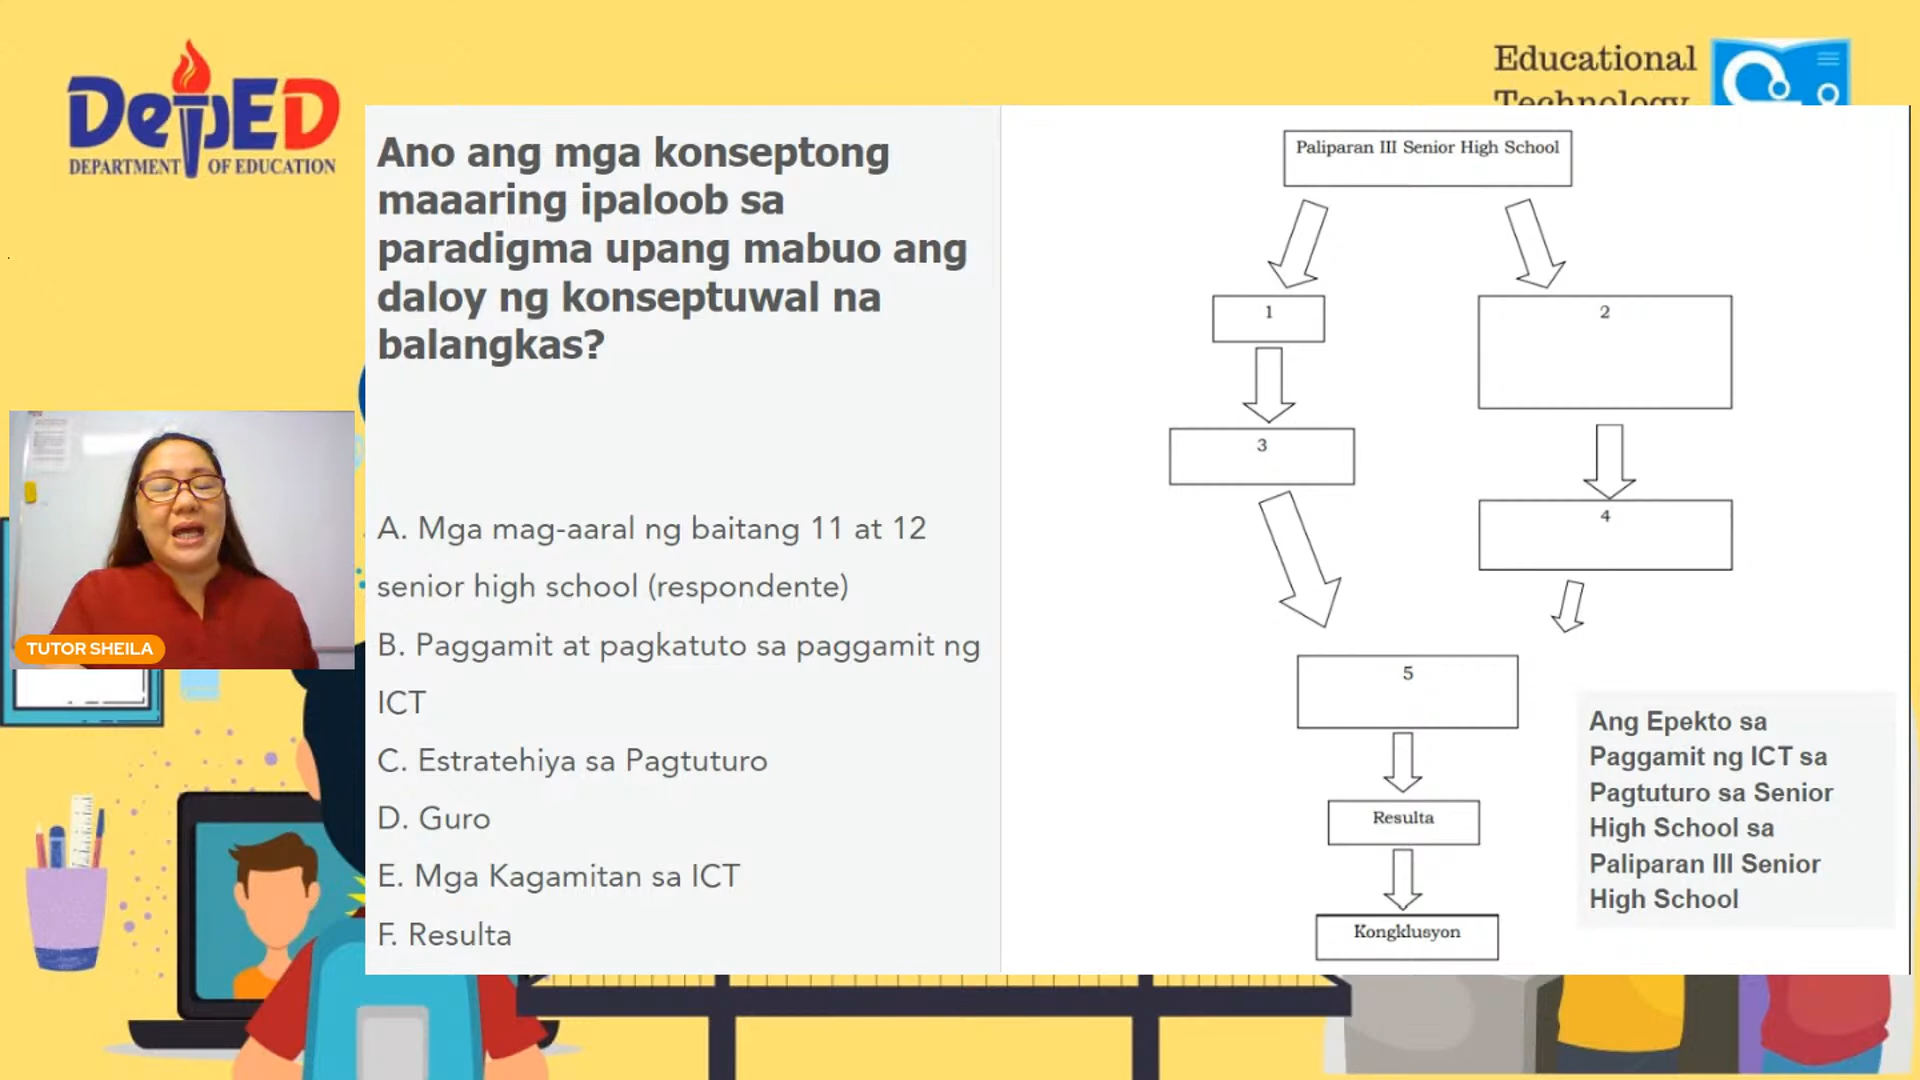 DepED
DEPARTMENT OF EDUCATION
Educational
Technology
Ano ang mga konseptong
maaaring ipaloob sa
paradigma upang mabuo ang
daloy ng konseptuwal na
balangkas?
A. Mga mag-aaral ng baitang 11 at 12
senior high school (respondente)
B. Paggamit at pagkatuto sa paggamit ng
ICT
C. Estratehiya sa Pagtuturo
D. Guro
E. Mga Kagamitan sa ICT
F. Resulta
Paliparan III Senior High School
1
2
3
4
5
Resulta
Kongklusyon
Ang Epekto sa
Paggamit ng ICT sa
Pagtuturo sa Senior
High School sa
Paliparan III Senior
High School
TUTOR SHEILA